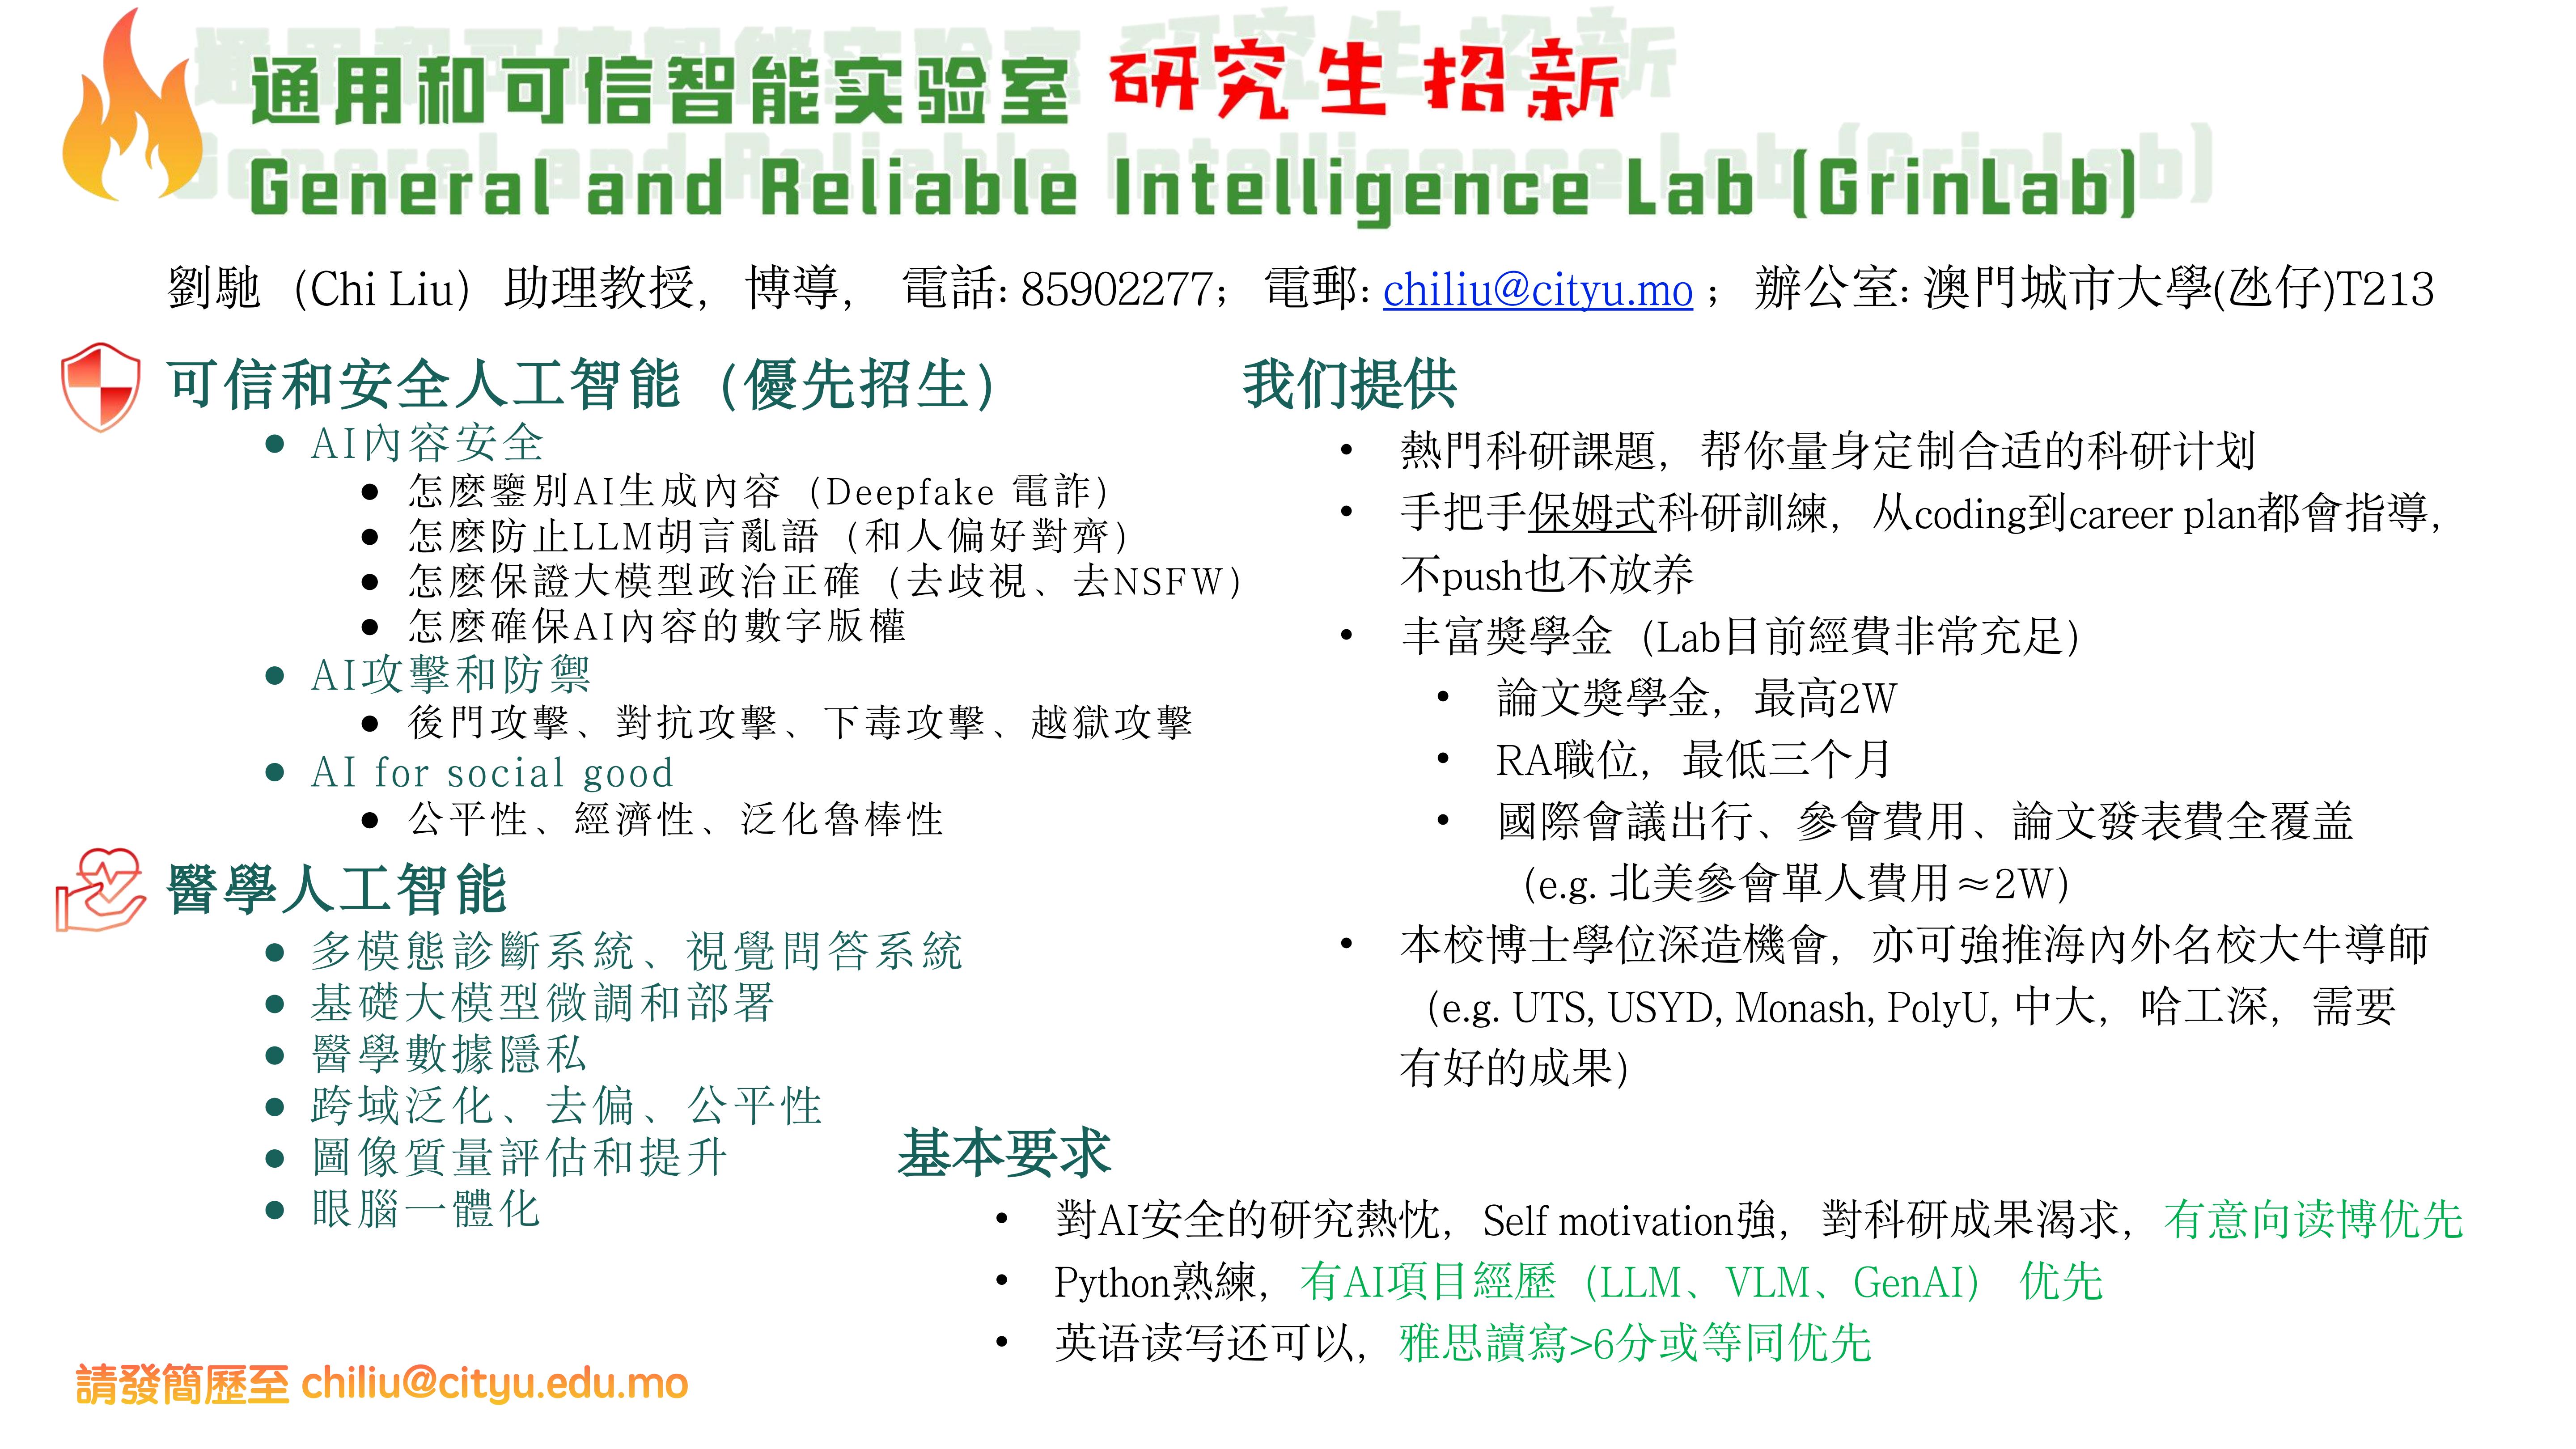 通用和可信智能实验室 研究生招新
General and Reliable Intelligence Lab (GrinLab)
劉馳（Chi Liu）助理教授，博導， 電話: 85902277；電郵: chiliu@cityu.mo ；辦公室: 澳門城市大學(氹仔)T213
可信和安全人工智能（優先招生）
● AI內容安全
● 怎麽鑒別AI生成內容（Deepfake 電詐）
● 怎麽防止LLM胡言亂語（和人偏好對齊）
● 怎麽保證大模型政治正確（去歧視、去NSFW）
● 怎麽確保AI內容的數字版權
● AI攻擊和防禦
● 後門攻擊、對抗攻擊、下毒攻擊、越獄攻擊
● AI for social good
● 公平性、經濟性、泛化魯棒性
醫學人工智能
● 多模態診斷系統、視覺問答系統
● 基礎大模型微調和部署
● 醫學數據隱私
● 跨域泛化、去偏、公平性
● 圖像質量評估和提升
● 眼腦一體化
我们提供
• 熱門科研課題，帮你量身定制合适的科研计划
• 手把手保姆式科研訓練，从coding到career plan都會指導，
不push也不放养
• 丰富獎學金（Lab目前經費非常充足）
• 論文獎學金，最高2W
• RA職位，最低三个月
• 國際會議出行、參會費用、論文發表費全覆盖
（e.g. 北美參會單人費用≈2W）
• 本校博士學位深造機會，亦可強推海內外名校大牛導師
（e.g. UTS, USYD, Monash, PolyU, 中大，哈工深，需要
有好的成果）
基本要求
• 對AI安全的研究熱忱，Self motivation強，對科研成果渴求，有意向读博优先
• Python熟練，有AI項目經歷（LLM、VLM、GenAI） 优先
• 英语读写还可以，雅思讀寫>6分或等同优先
請發簡歷至 chiliu@cityu.edu.mo